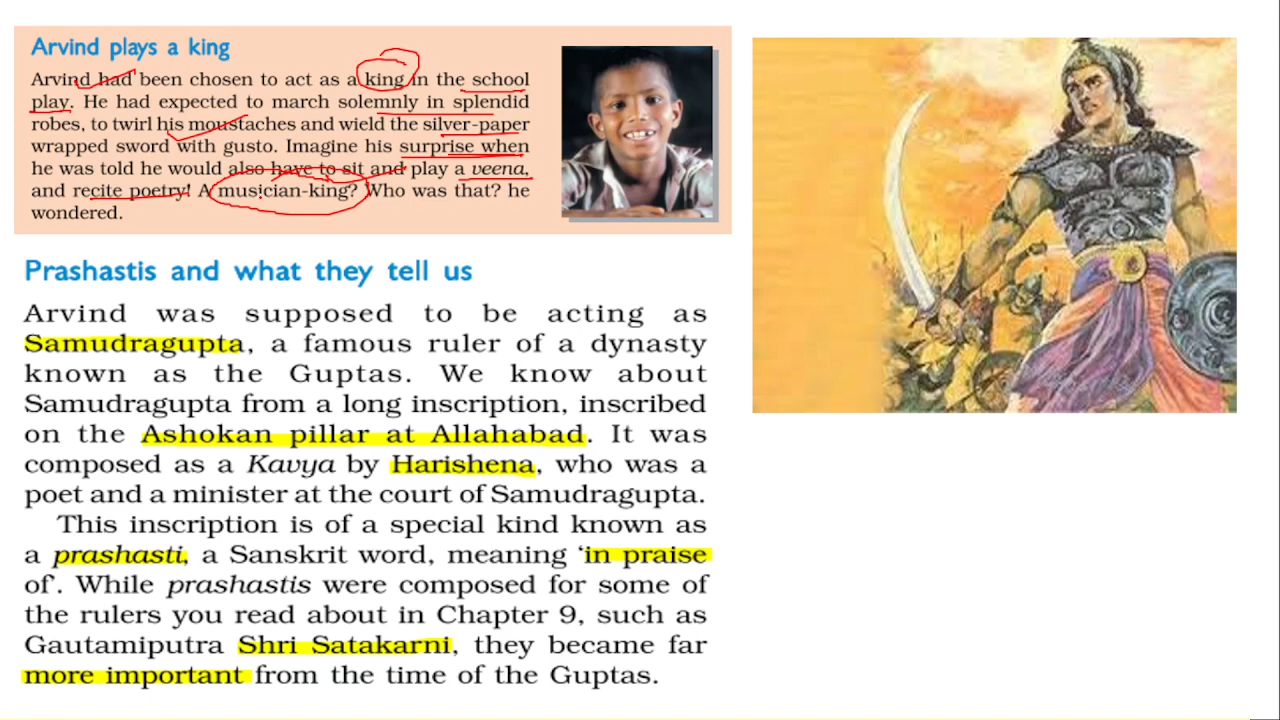 Arvind plays a king
Arvind had been chosen to act as a king in the school
play. He had expected to march solemnly in splendid
robes, to twirl his moustaches and wield the silver-paper
wrapped sword with gusto. Imagine his surprise when
he was told he would also have to sit and play a veena,
and recite poetry! A musician-king? Who was that? he
wondered.
Prashastis and what they tell us
Arvind was supposed to be acting as
Samudragupta, a famous ruler of a dynasty
known as the Guptas. We know about
Samudragupta from a long inscription, inscribed
on the Ashokan pillar at Allahabad. It was
composed as a Kavya by Harishena, who was a
poet and a minister at the court of Samudragupta.
This inscription is of a special kind known as
a prashasti, a Sanskrit word, meaning ‘in praise
of’. While prashastis were composed for some of
the rulers you read about in Chapter 9, such as
Gautamiputra Shri Satakarni, they became far
more important from the time of the Guptas.